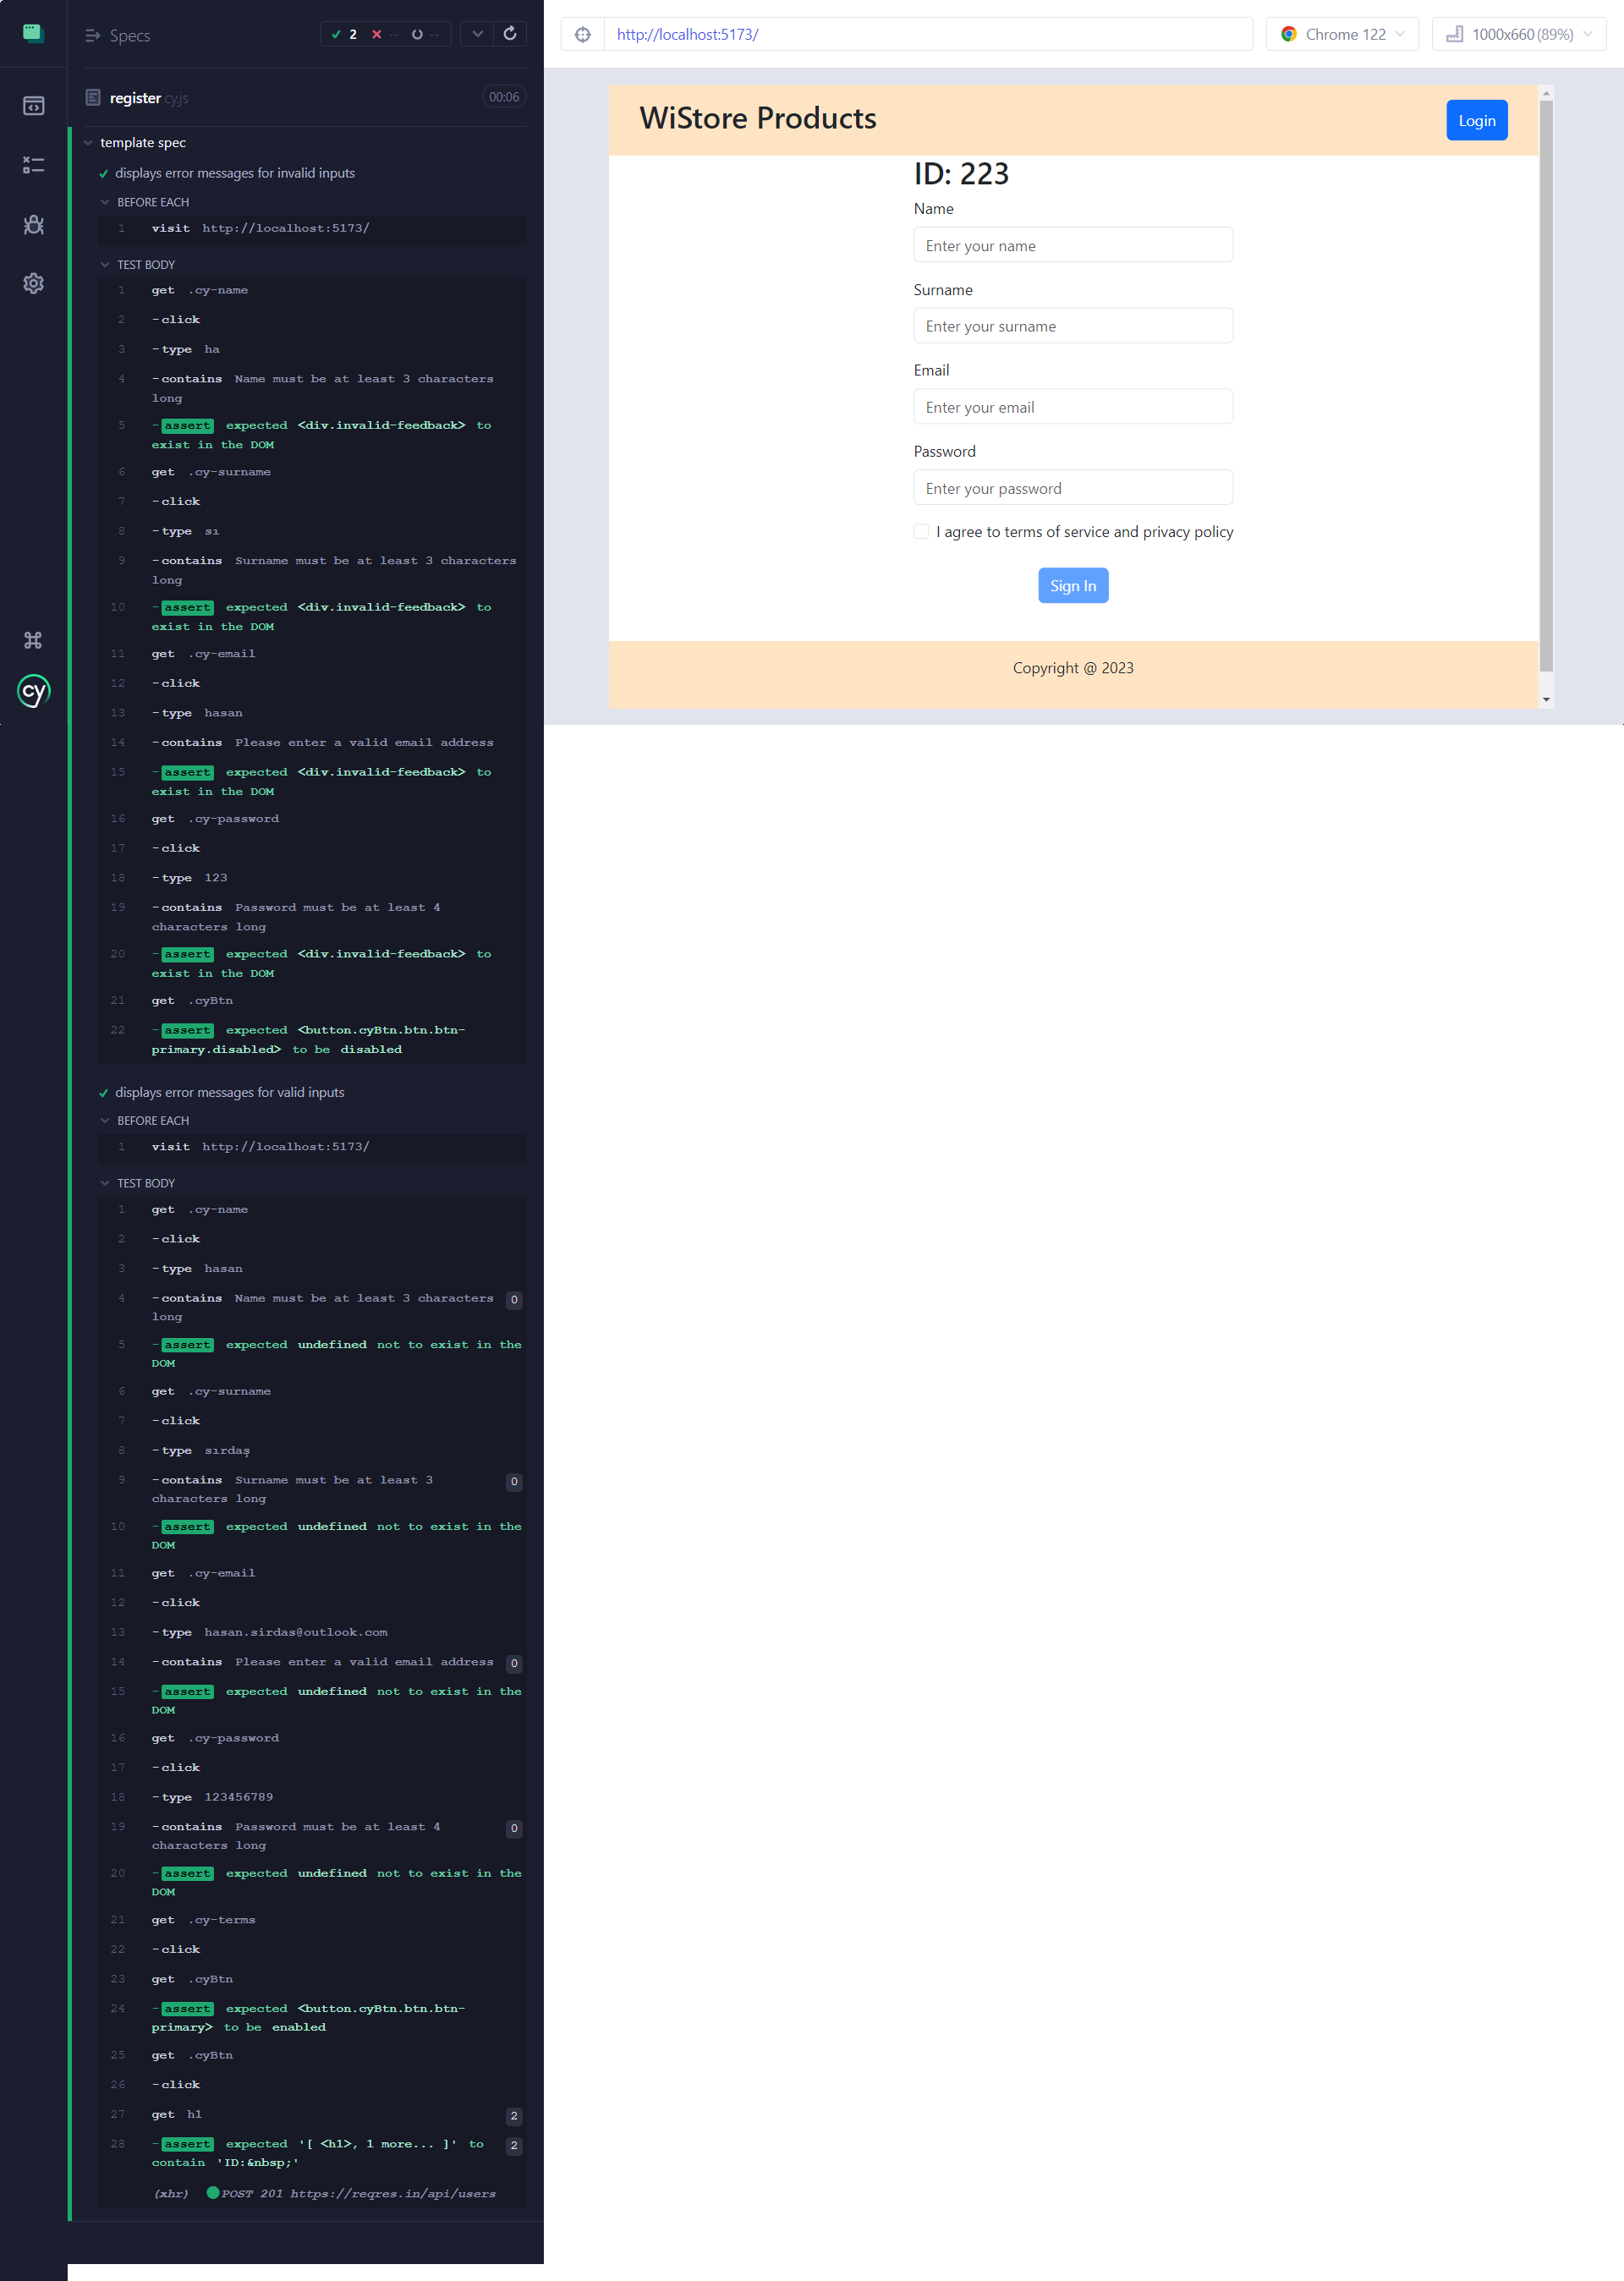 Specs
2 -- --
register.cy.js
00:06
template spec
displays error messages for invalid inputs
BEFORE EACH
1 visit http://localhost:5173/
TEST BODY
1 get .cy-name
2 -click
3 -type ha
4 -contains Name must be at least 3 characters
long
5 -assert expected <div.invalid-feedback> to
exist in the DOM
6 get .cy-surname
7 -click
8 -type sı
9 -contains Surname must be at least 3 characters
long
10 -assert expected <div.invalid-feedback> to
exist in the DOM
11 get .cy-email
12 -click
13 -type hasan
14 -contains Please enter a valid email address
15 -assert expected <div.invalid-feedback> to
exist in the DOM
16 get .cy-password
17 -click
18 -type 123
19 -contains Password must be at least 4
characters long
20 -assert expected <div.invalid-feedback> to
exist in the DOM
21 get .cyBtn
22 -assert expected <button.cyBtn.btn.btn-
primary.disabled> to be disabled
displays error messages for valid inputs
BEFORE EACH
1 visit http://localhost:5173/
TEST BODY
1 get .cy-name
2 -click
3 -type hasan
4 -contains Name must be at least 3 characters 0
long
5 -assert expected undefined not to exist in the
DOM
6 get .cy-surname
7 -click
8 -type sırdaş
9 -contains Surname must be at least 3 0
characters long
10 -assert expected undefined not to exist in the
DOM
11 get .cy-email
12 -click
13 -type hasan.sirdas@outlook.com
14 -contains Please enter a valid email address 0
15 -assert expected undefined not to exist in the
DOM
16 get .cy-password
17 -click
18 -type 123456789
19 -contains Password must be at least 4 0
characters long
20 -assert expected undefined not to exist in the
DOM
21 get .cy-terms
22 -click
23 get .cyBtn
24 -assert expected <button.cyBtn.btn.btn-
primary> to be enabled
25 get .cyBtn
26 -click
27 get h1 2
28 -assert expected '[ <h1>, 1 more... ]' to 2
contain 'ID:&nbsp;'
(xhr) POST 201 https://reqres.in/api/users
cy
http://localhost:5173/
Chrome 122
1000x660 (89%)
WiStore Products
Login
ID: 223
Name
Enter your name
Surname
Enter your surname
Email
Enter your email
Password
Enter your password
I agree to terms of service and privacy policy
Sign In
Copyright @ 2023